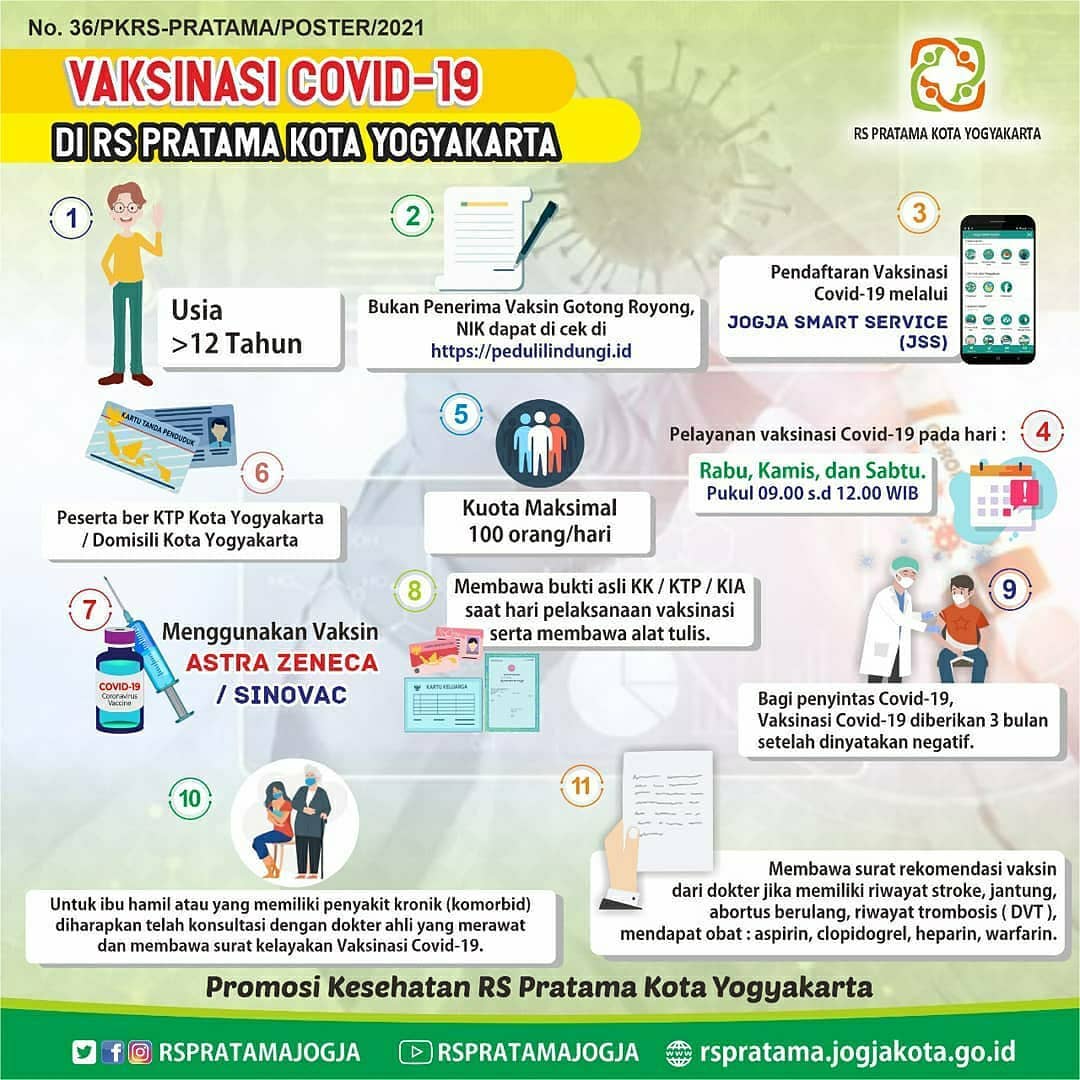 No. 36/PKRS-PRATAMA/POSTER/2021
VAKSINASI COVID-19
DI RS PRATAMA KOTA YOGYAKARTA
RS PRATAMA KOTA YOGYAKARTA
1
Usia
>12 Tahun
2
Bukan Penerima Vaksin Gotong Royong,
NIK dapat di cek di
https://pedulilindungi.id
3
Pendaftaran Vaksinasi
Covid-19 melalui
JOGJA SMART SERVICE
(JSS)
4
Pelayanan vaksinasi Covid-19 pada hari :
Rabu, Kamis, dan Sabtu.
Pukul 09.00 s.d 12.00 WIB
5
Kuota Maksimal
100 orang/hari
KARTU TANDA PENDUDUK
6
Peserta ber KTP Kota Yogyakarta
/ Domisili Kota Yogyakarta
7
COVID-19
Coronavirus
Vaccine
Menggunakan Vaksin
ASTRA ZENECA
/ SINOVAC
8
Membawa bukti asli KK / KTP / KIA
saat hari pelaksanaan vaksinasi
serta membawa alat tulis.
KARTU KELUARGA
9
Bagi penyintas Covid-19,
Vaksinasi Covid-19 diberikan 3 bulan
setelah dinyatakan negatif.
10
Untuk ibu hamil atau yang memiliki penyakit kronik (komorbid)
diharapkan telah konsultasi dengan dokter ahli yang merawat
dan membawa surat kelayakan Vaksinasi Covid-19.
11
Membawa surat rekomendasi vaksin
dari dokter jika memiliki riwayat stroke, jantung,
abortus berulang, riwayat trombosis ( DVT ),
mendapat obat : aspirin, clopidogrel, heparin, warfarin.
Promosi Kesehatan RS Pratama Kota Yogyakarta
RSPRATAMAJOGJA
RSPRATAMAJOGJA
rspratama.jogjakota.go.id